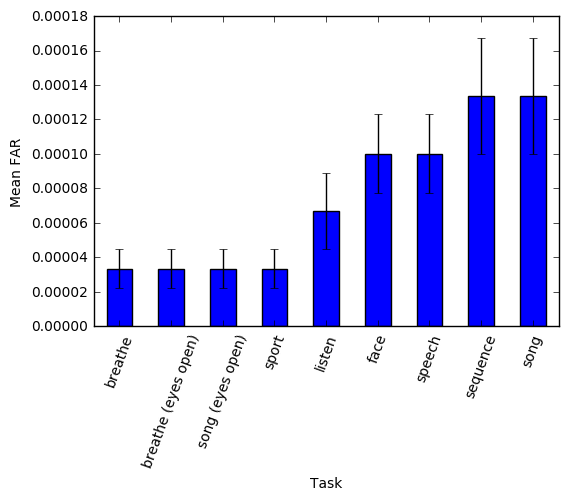 0.00018
0.00016
0.00014
0.00012
0.00010
0.00008
0.00006
0.00004
0.00002
0.00000
Mean FAR
breathe
breathe (eyes open)
song (eyes open)
sport
listen
face
speech
sequence
song
Task